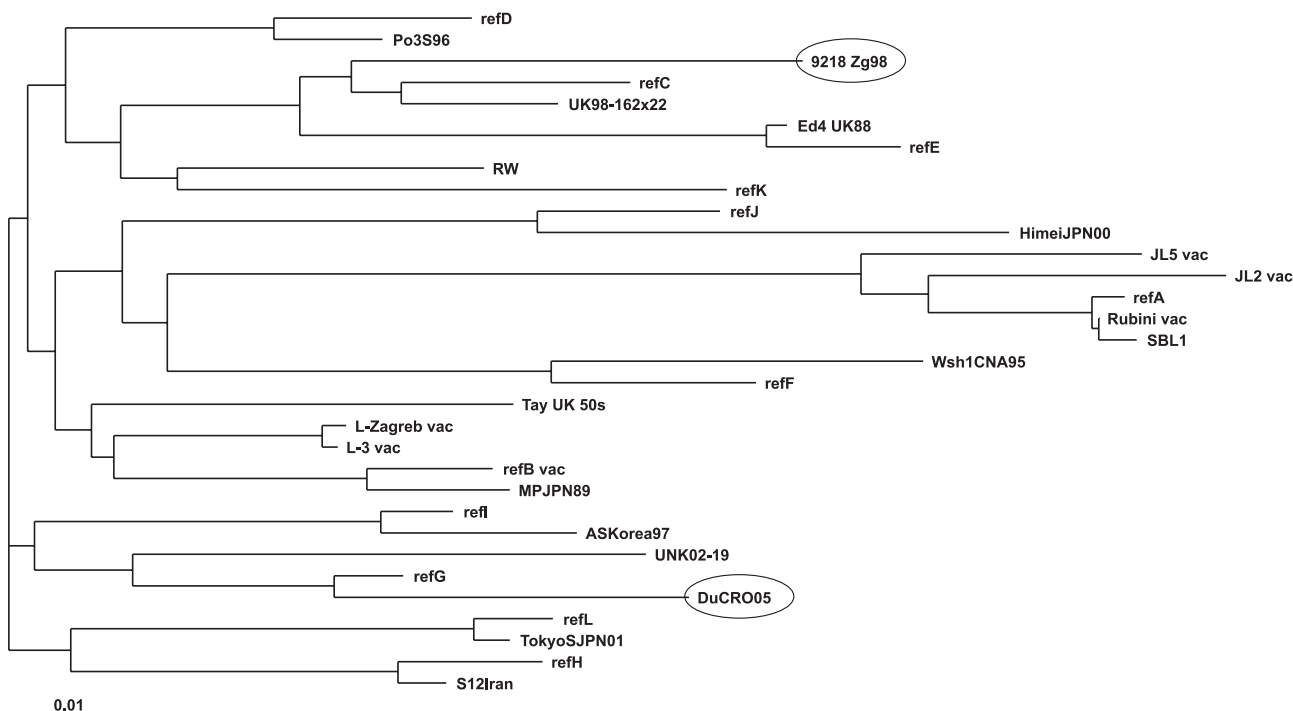 refD
Po3S96
9218 Zg98
refC
UK98-162x22
Ed4 UK88
refE
RW
refK
refJ
HimeiJPN00
JL5 vac
JL2 vac
refA
Rubini vac
SBL1
Wsh1CNA95
refF
Tay UK 50s
L-Zagreb vac
L-3 vac
refB vac
MPJPN89
refI
ASKorea97
UNK02-19
refG
DuCRO05
refL
TokyoSJPN01
refH
S12Iran
0.01